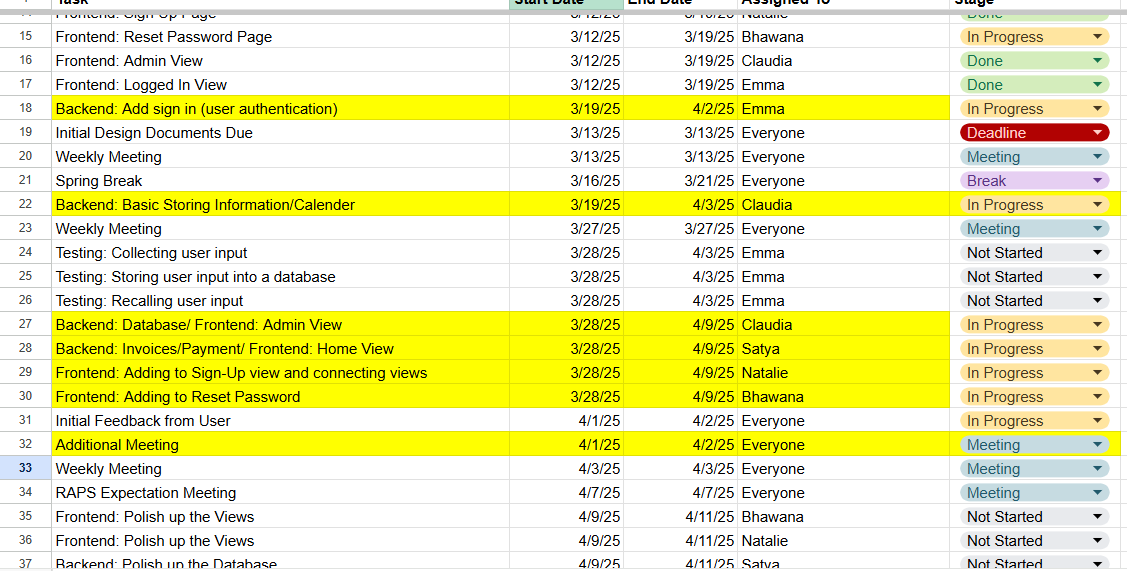 Task Start Date End Date Assigned To Stage
14 Frontend: Sign Up Page 3/12/25 3/19/25 Natalie Done
15 Frontend: Reset Password Page 3/12/25 3/19/25 Bhawana In Progress
16 Frontend: Admin View 3/12/25 3/19/25 Claudia Done
17 Frontend: Logged In View 3/12/25 3/19/25 Emma Done
18 Backend: Add sign in (user authentication) 3/19/25 4/2/25 Emma In Progress
19 Initial Design Documents Due 3/13/25 3/13/25 Everyone Deadline
20 Weekly Meeting 3/13/25 3/13/25 Everyone Meeting
21 Spring Break 3/16/25 3/21/25 Everyone Break
22 Backend: Basic Storing Information/Calender 3/19/25 4/3/25 Claudia In Progress
23 Weekly Meeting 3/27/25 3/27/25 Everyone Meeting
24 Testing: Collecting user input 3/28/25 4/3/25 Emma Not Started
25 Testing: Storing user input into a database 3/28/25 4/3/25 Emma Not Started
26 Testing: Recalling user input 3/28/25 4/3/25 Emma Not Started
27 Backend: Database/ Frontend: Admin View 3/28/25 4/9/25 Claudia In Progress
28 Backend: Invoices/Payment/ Frontend: Home View 3/28/25 4/9/25 Satya In Progress
29 Frontend: Adding to Sign-Up view and connecting views 3/28/25 4/9/25 Natalie In Progress
30 Frontend: Adding to Reset Password 3/28/25 4/9/25 Bhawana In Progress
31 Initial Feedback from User 4/1/25 4/2/25 Everyone In Progress
32 Additional Meeting 4/1/25 4/2/25 Everyone Meeting
33 Weekly Meeting 4/3/25 4/3/25 Everyone Meeting
34 RAPS Expectation Meeting 4/7/25 4/7/25 Everyone Meeting
35 Frontend: Polish up the Views 4/9/25 4/11/25 Bhawana Not Started
36 Frontend: Polish up the Views 4/9/25 4/11/25 Natalie Not Started
37 Backend: Polish up the Database 4/9/25 4/11/25 Satya Not Started